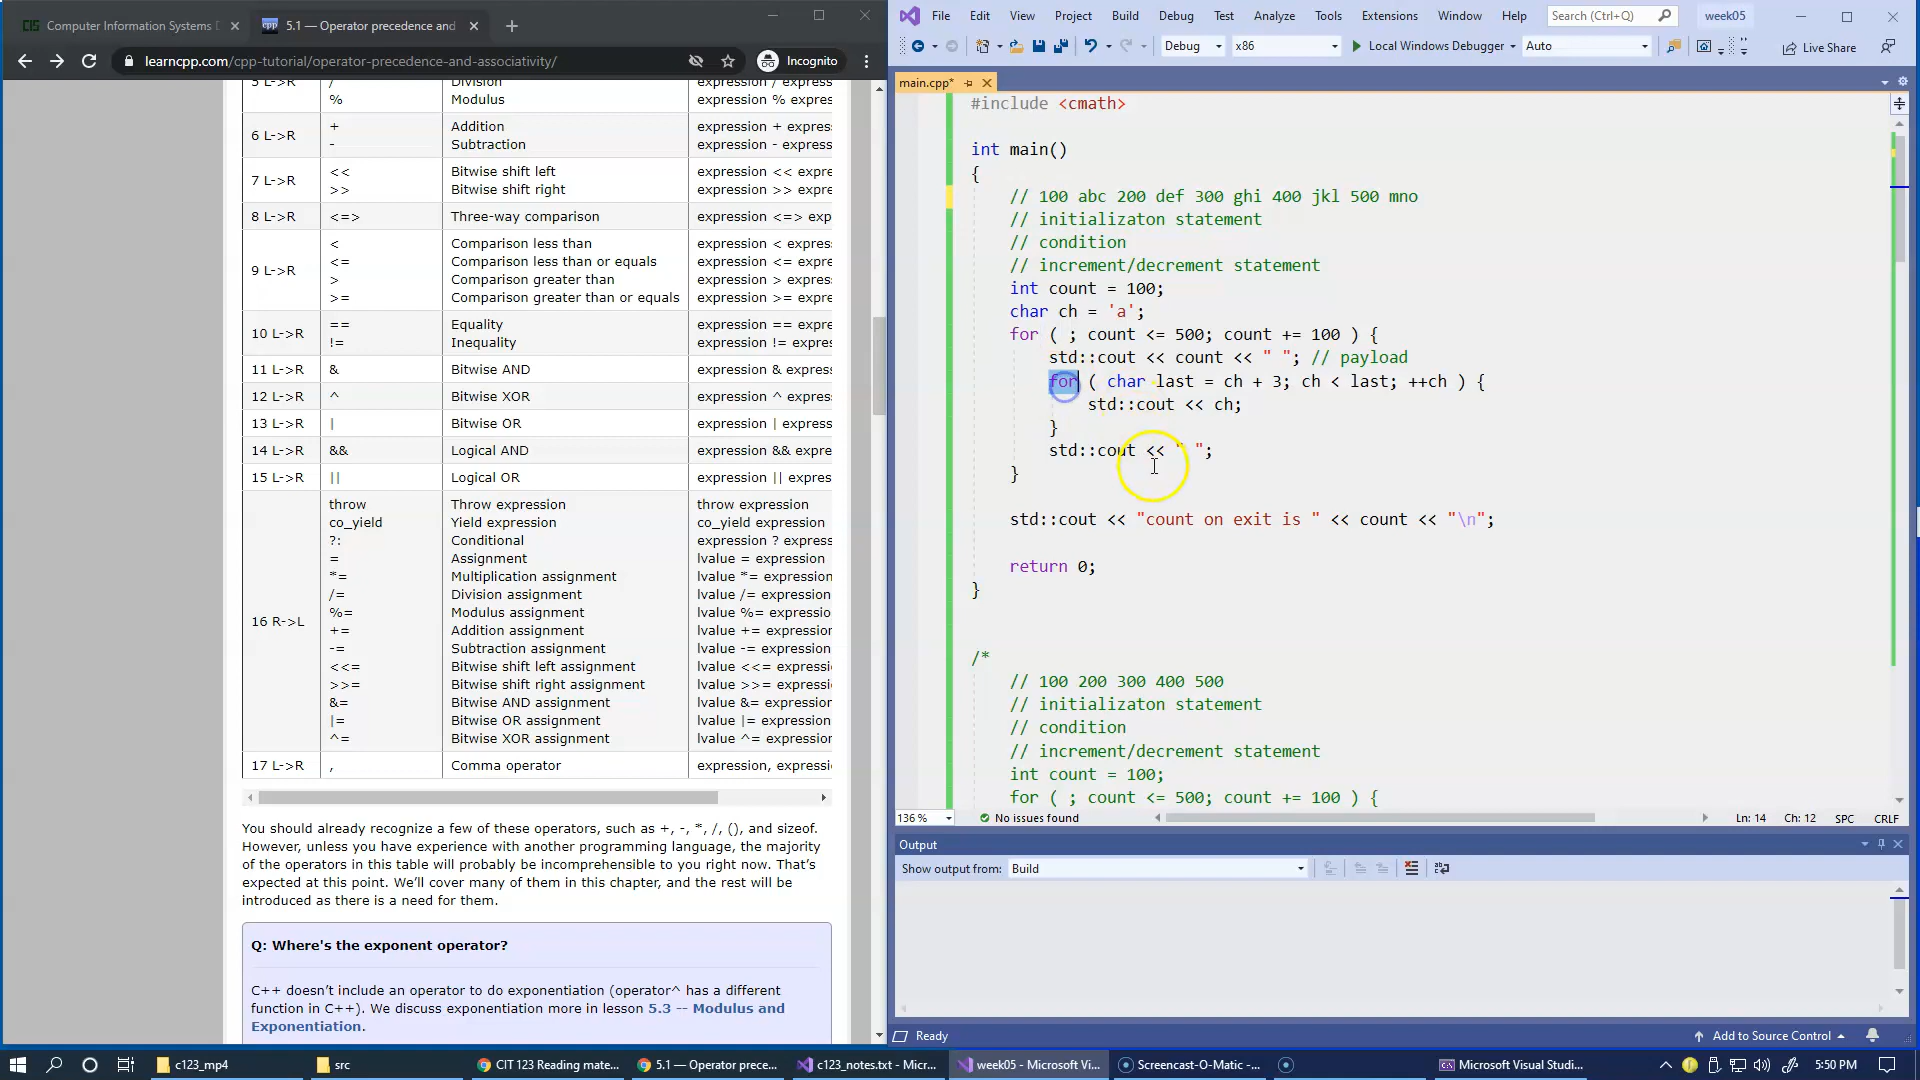 Computer Information Systems D
5.1 — Operator precedence and
learncpp.com/cpp-tutorial/operator-precedence-and-associativity/
Incognito
5 L->R / Division expression / expres
% Modulus expression % expres
6 L->R + Addition expression + expres
- Subtraction expression - expres
7 L->R << Bitwise shift left expression << expre
>> Bitwise shift right expression >> expre
8 L->R <=> Three-way comparison expression <=> exp
9 L->R < Comparison less than expression < expres
<= Comparison less than or equals expression <= expre
> Comparison greater than expression > expres
>= Comparison greater than or equals expression >= expre
10 L->R == Equality expression == expre
!= Inequality expression != expre
11 L->R & Bitwise AND expression & expres
12 L->R ^ Bitwise XOR expression ^ expres
13 L->R | Bitwise OR expression | express
14 L->R && Logical AND expression && expre
15 L->R || Logical OR expression || expres
16 R->L throw Throw expression throw expression
co_yield Yield expression co_yield expression
?: Conditional expression ? expres
= Assignment lvalue = expression
*= Multiplication assignment lvalue *= expression
/= Division assignment lvalue /= expression
%= Modulus assignment lvalue %= expressio
+= Addition assignment lvalue += expressio
-= Subtraction assignment lvalue -= expression
<<= Bitwise shift left assignment lvalue <<= expressi
>>= Bitwise shift right assignment lvalue >>= expressi
&= Bitwise AND assignment lvalue &= expressio
|= Bitwise OR assignment lvalue |= expression
^= Bitwise XOR assignment lvalue ^= expressio
17 L->R , Comma operator expression, expressi
You should already recognize a few of these operators, such as +, -, *, /, (), and sizeof.
However, unless you have experience with another programming language, the majority
of the operators in this table will probably be incomprehensible to you right now. That's
expected at this point. We'll cover many of them in this chapter, and the rest will be
introduced as there is a need for them.
Q: Where's the exponent operator?
C++ doesn't include an operator to do exponentiation (operator^ has a different
function in C++). We discuss exponentiation more in lesson 5.3 -- Modulus and
Exponentiation.
File Edit View Project Build Debug Test Analyze Tools Extensions Window Help Search (Ctrl+Q) week05
Debug x86 Local Windows Debugger Auto Live Share
main.cpp*
#include <cmath>
int main()
{
// 100 abc 200 def 300 ghi 400 jkl 500 mno
// initializaton statement
// condition
// increment/decrement statement
int count = 100;
char ch = 'a';
for ( ; count <= 500; count += 100 ) {
std::cout << count << " "; // payload
for ( char last = ch + 3; ch < last; ++ch ) {
std::cout << ch;
}
std::cout << " ";
}
std::cout << "count on exit is " << count << "\n";
return 0;
}
/*
// 100 200 300 400 500
// initializaton statement
// condition
// increment/decrement statement
int count = 100;
for ( ; count <= 500; count += 100 ) {
136 % No issues found Ln: 14 Ch: 12 SPC CRLF
Output
Show output from: Build
Ready Add to Source Control
c123_mp4 src CIT 123 Reading mate... 5.1 — Operator prece... c123_notes.txt - Micr... week05 - Microsoft Vi... Screencast-O-Matic -... Microsoft Visual Studi... 5:50 PM